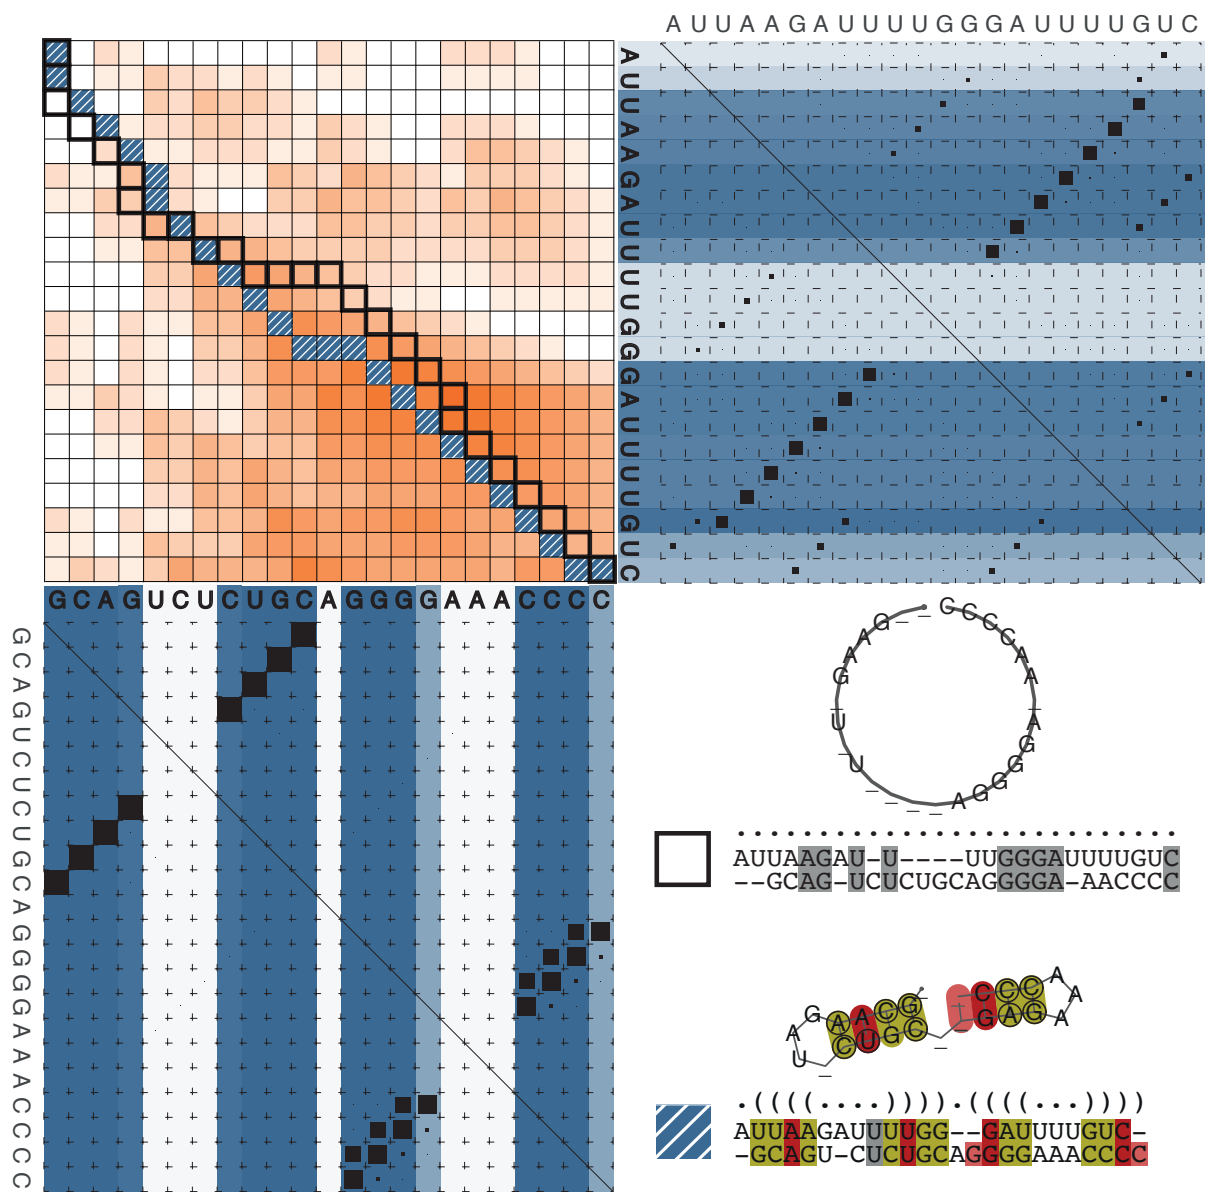 A U U A A G A U U U U G G G A U U U U G U C
A U U A A G A U U U U G G G A U U U U G U C
G C A G U C U C U G C A G G G G A A A C C C C
G C A G U C U C U G C A G G G G A A A C C C C
_ _ G A A G _ U _ U _ _ _ _ A G G G G A _ A A C C C C
...........................
AUUAAGAU-U----UUGGGAUUUUGUC
--GCAG-UCUCUGCAGGGGA-AACCCC
_ G C A A G A U _ C U G C _ _ G A G A A A C C C _
.((((....)))).((((...))))
AUUAAGAUUUUGG--GAUUUUGUC-
-GCAGU-CUCUGCAGGGGAAACCCC